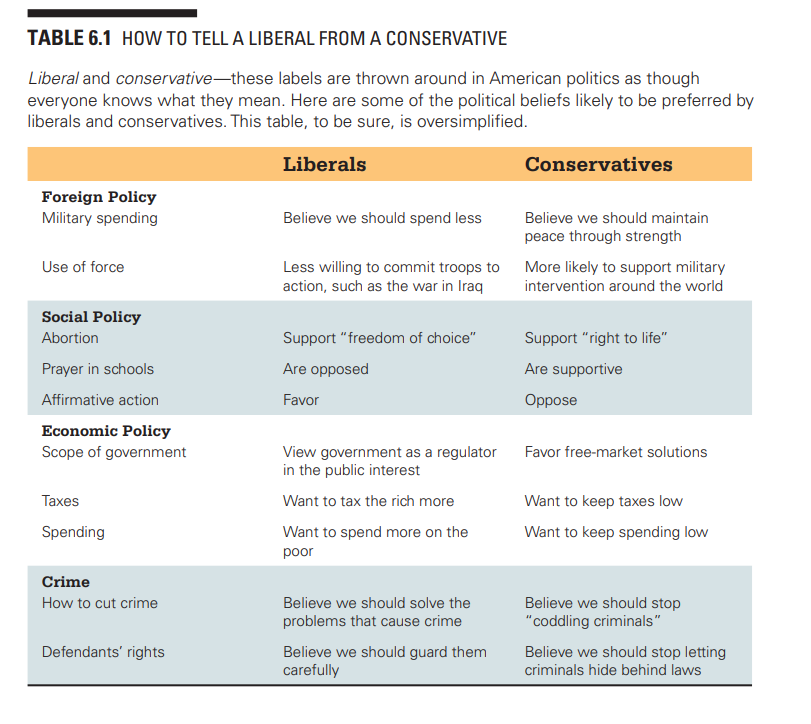 TABLE 6.1 HOW TO TELL A LIBERAL FROM A CONSERVATIVE
Liberal and conservative—these labels are thrown around in American politics as though
everyone knows what they mean. Here are some of the political beliefs likely to be preferred by
liberals and conservatives. This table, to be sure, is oversimplified.
Liberals Conservatives
Foreign Policy
Military spending Believe we should spend less Believe we should maintain
peace through strength
Use of force Less willing to commit troops to More likely to support military
action, such as the war in Iraq intervention around the world
Social Policy
Abortion Support “freedom of choice” Support “right to life”
Prayer in schools Are opposed Are supportive
Affirmative action Favor Oppose
Economic Policy
Scope of government View government as a regulator Favor free-market solutions
in the public interest
Taxes Want to tax the rich more Want to keep taxes low
Spending Want to spend more on the Want to keep spending low
poor
Crime
How to cut crime Believe we should solve the Believe we should stop
problems that cause crime “coddling criminals”
Defendants’ rights Believe we should guard them Believe we should stop letting
carefully criminals hide behind laws